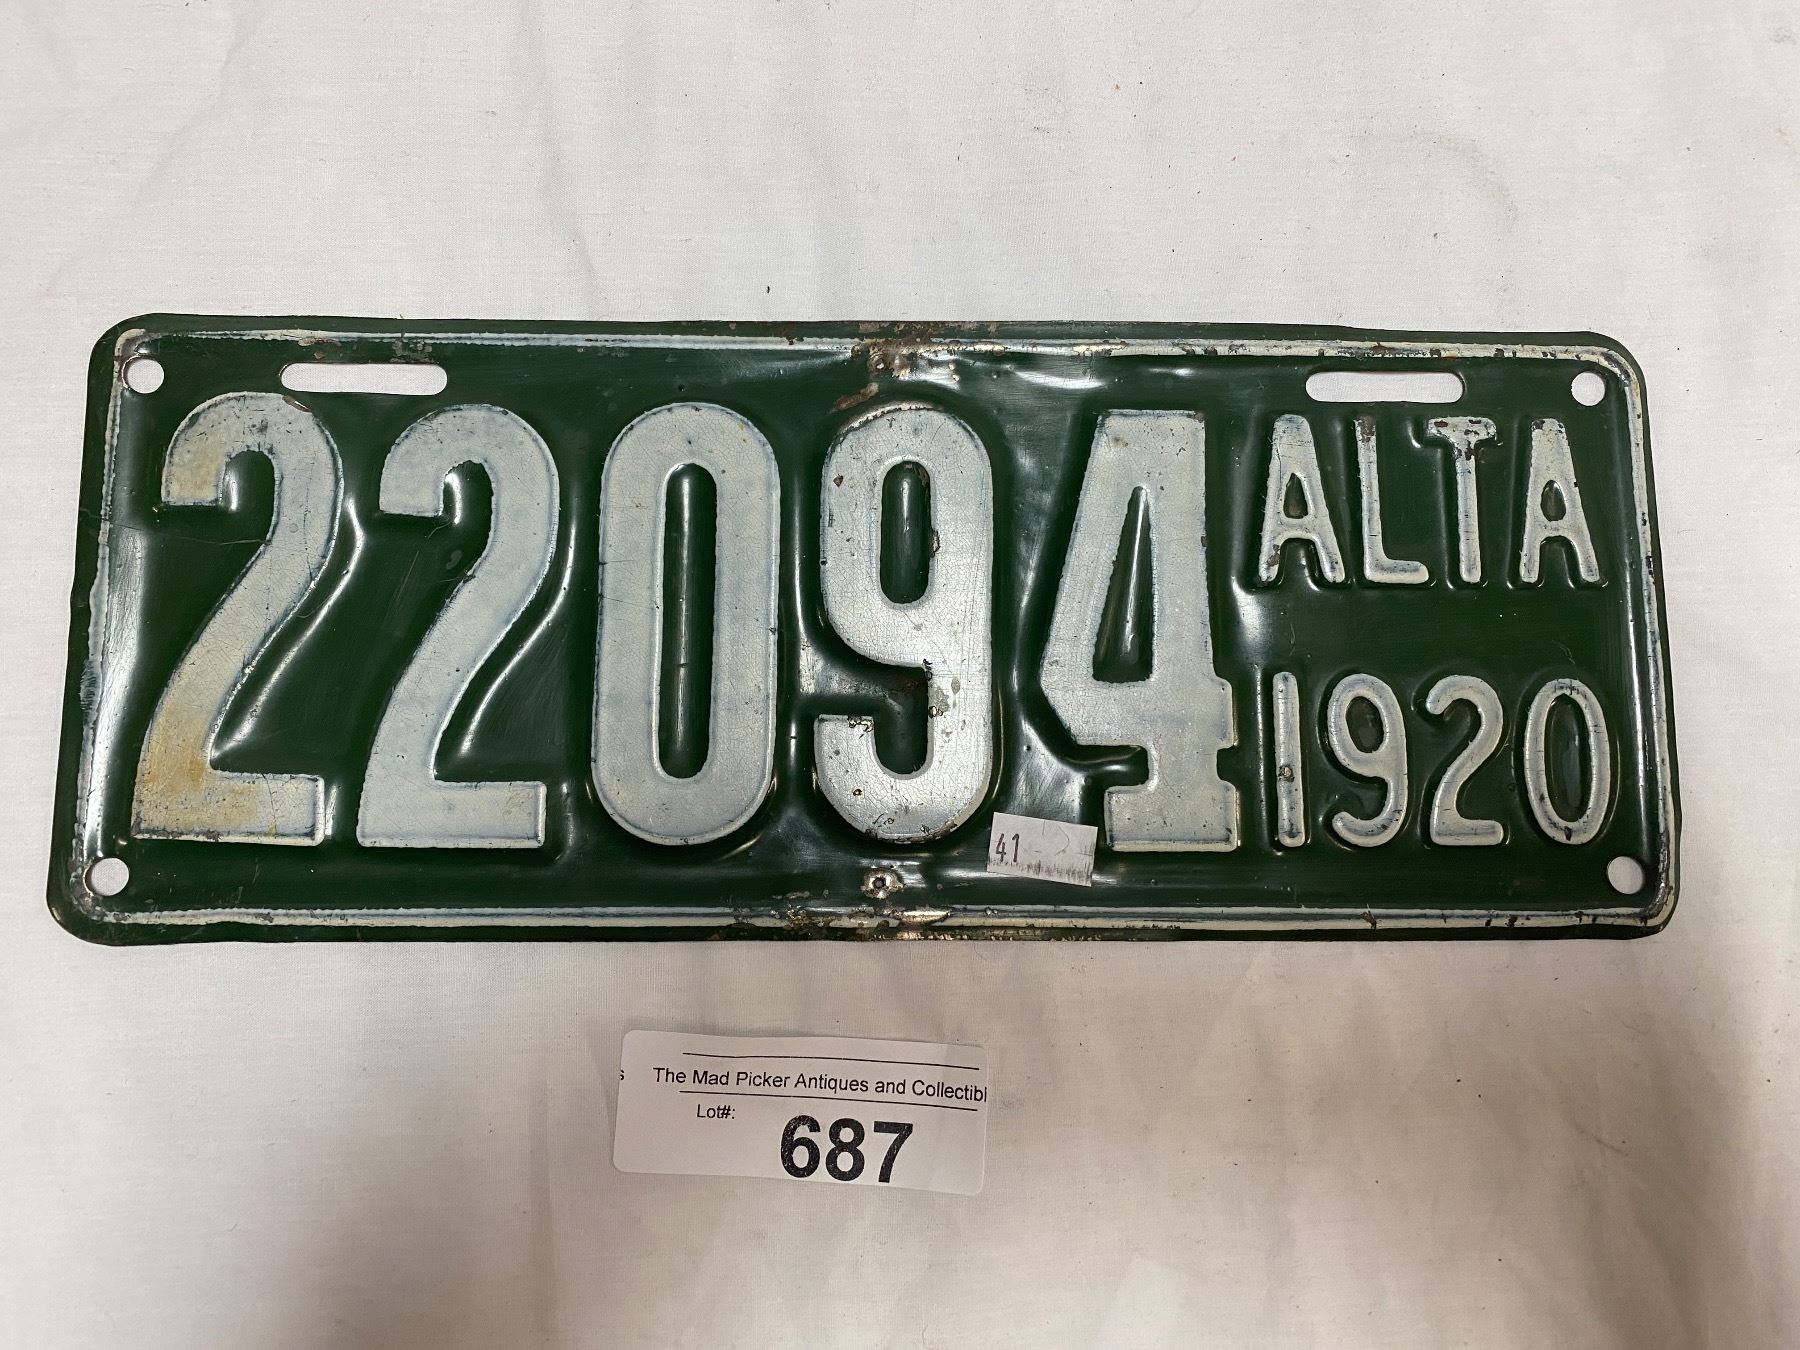 22094 ALTA
1920
41
s The Mad Picker Antiques and Collectibl
Lot#:
687